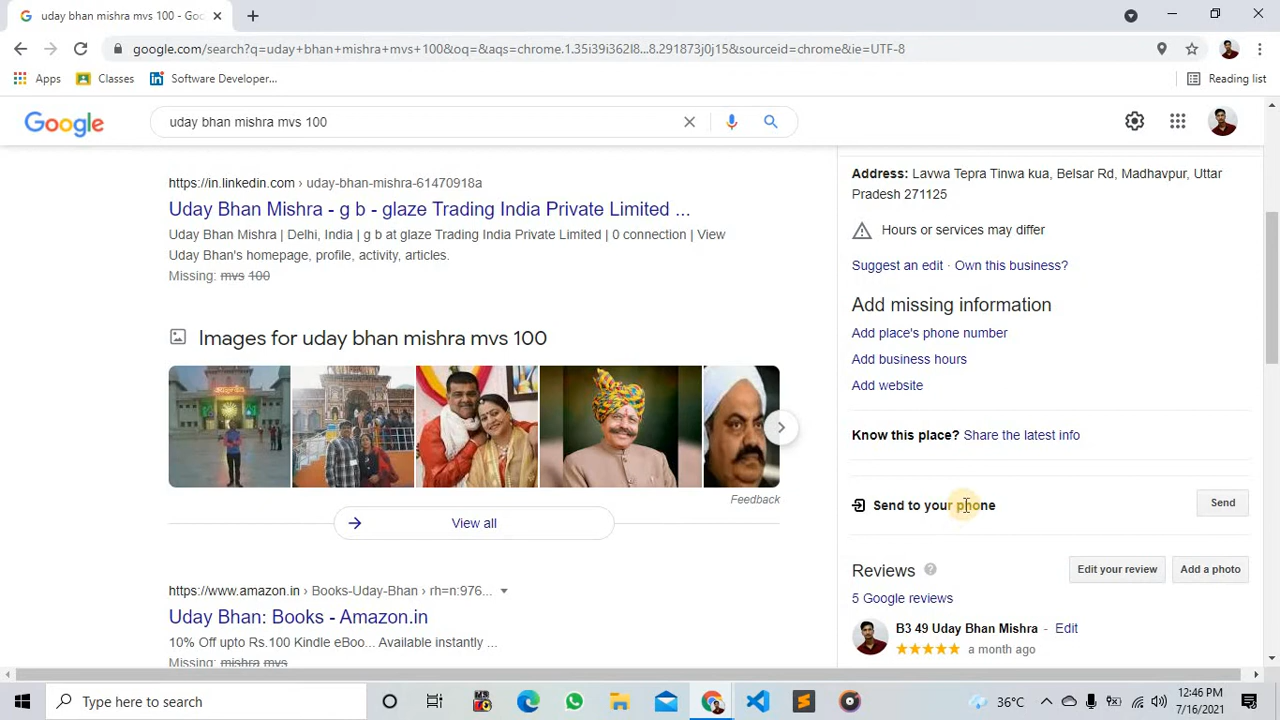 uday bhan mishra mvs 100 - Goo
google.com/search?q=uday+bhan+mishra+mvs+100&oq=&aqs=chrome.1.35i39i362l8...8.291873j0j15&sourceid=chrome&ie=UTF-8
Apps
Classes
Software Developer...
Reading list
Google
uday bhan mishra mvs 100
https://in.linkedin.com › uday-bhan-mishra-61470918a
Uday Bhan Mishra - g b - glaze Trading India Private Limited ...
Uday Bhan Mishra | Delhi, India | g b at glaze Trading India Private Limited | 0 connection | View
Uday Bhan's homepage, profile, activity, articles.
Missing: mvs 100
Images for uday bhan mishra mvs 100
Feedback
View all
https://www.amazon.in › Books-Uday-Bhan › rh=n:976...
Uday Bhan: Books - Amazon.in
10% Off upto Rs.100 Kindle eBoo... Available instantly ...
Missing: mishra mvs
Address: Lavwa Tepra Tinwa kua, Belsar Rd, Madhavpur, Uttar
Pradesh 271125
Hours or services may differ
Suggest an edit · Own this business?
Add missing information
Add place's phone number
Add business hours
Add website
Know this place? Share the latest info
Send to your phone
Send
Reviews
Edit your review
Add a photo
5 Google reviews
B3 49 Uday Bhan Mishra - Edit
a month ago
Type here to search
36°C
12:46 PM
7/16/2021